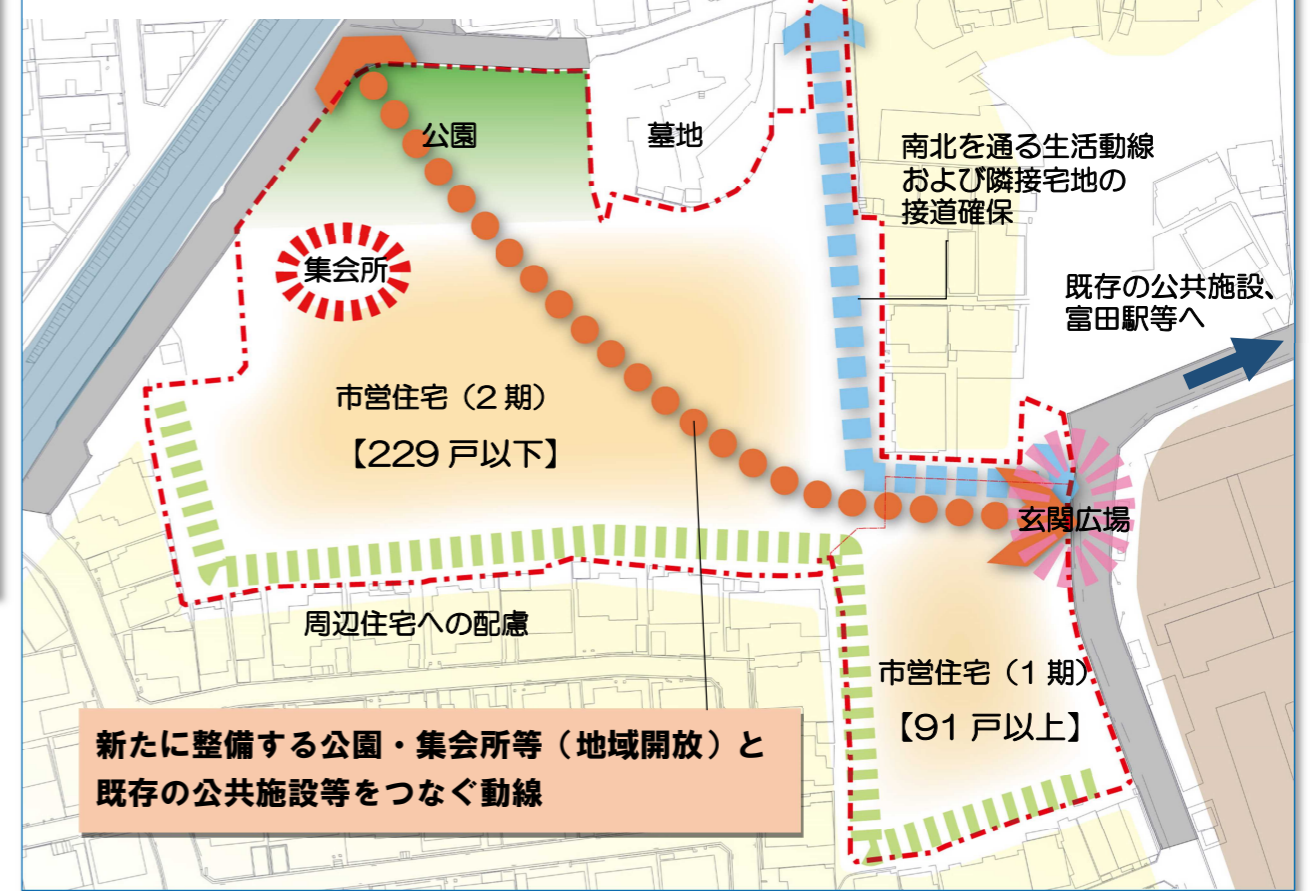 公園
墓地
南北を通る生活動線
および隣接宅地の
接道確保
集会所
既存の公共施設、
富田駅等へ
市営住宅（2 期）
【229 戸以下】
玄関広場
周辺住宅への配慮
市営住宅（1 期）
【91 戸以上】
新たに整備する公園・集会所等（地域開放）と
既存の公共施設等をつなぐ動線